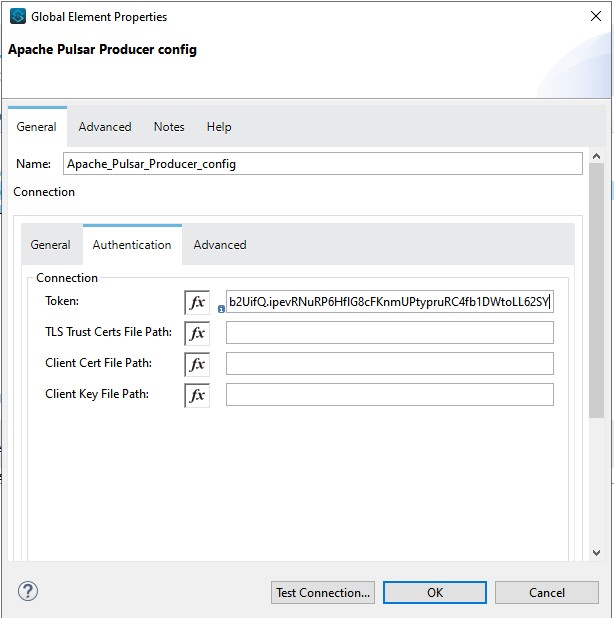 Global Element Properties
Apache Pulsar Producer config
General Advanced Notes Help
Name: Apache_Pulsar_Producer_config
Connection
General Authentication Advanced
Connection
Token: fx b2UifQ.ipevRNuRP6HfIG8cFKnmUPtypruRC4fb1DWtoLL62SY
TLS Trust Certs File Path: fx
Client Cert File Path: fx
Client Key File Path: fx
? Test Connection... OK Cancel